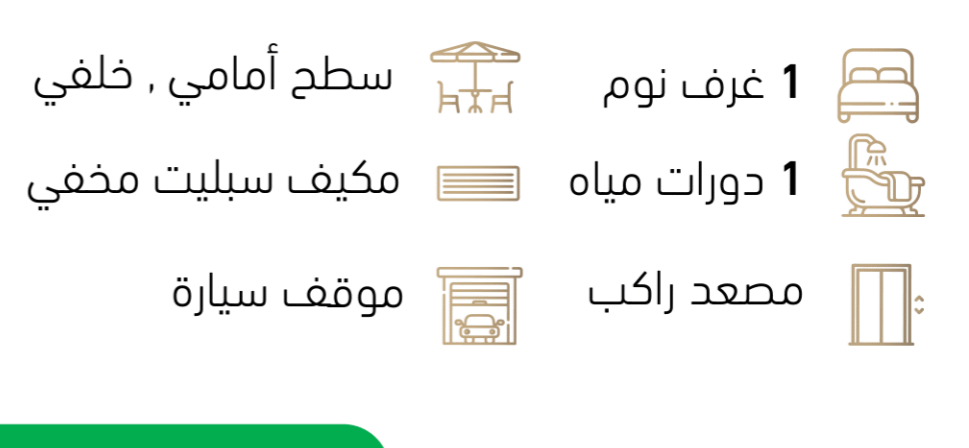 1 غرف نوم
سطح أمامي , خلفي
1 دورات مياه
مكيف سبليت مخفي
مصعد راكب
موقف سيارة